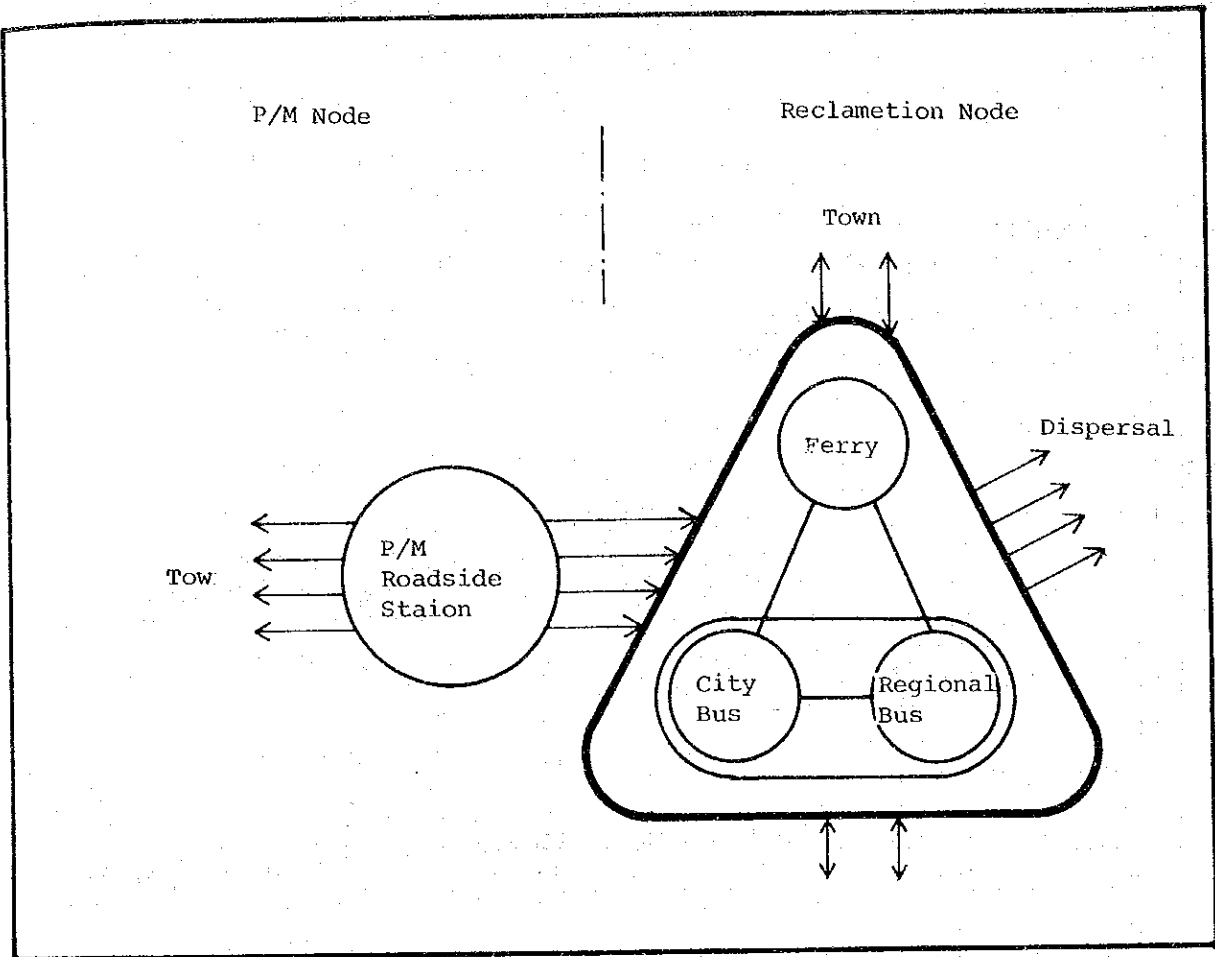 P/M Node
Reclametion Node
Town
Dispersal
Ferry
P/M
Roadside
Staion
Tow
City
Bus
Regional
Bus